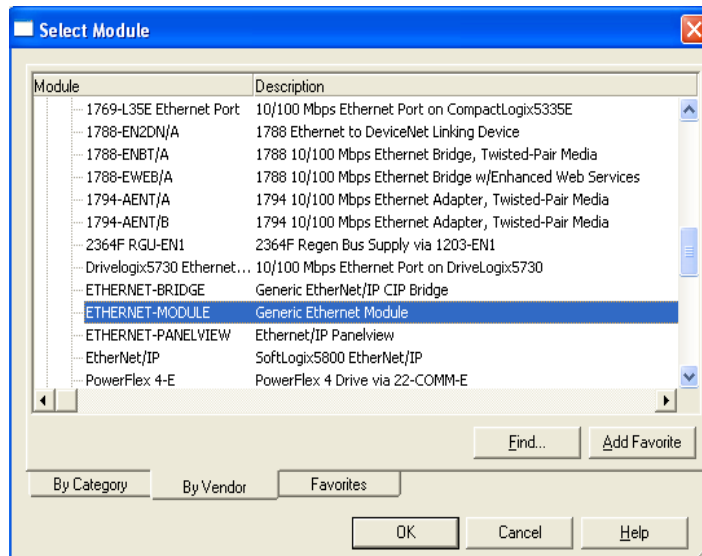 Select Module
Module Description
1769-L35E Ethernet Port 10/100 Mbps Ethernet Port on CompactLogix5335E
1788-EN2DN/A 1788 Ethernet to DeviceNet Linking Device
1788-ENBT/A 1788 10/100 Mbps Ethernet Bridge, Twisted-Pair Media
1788-EWEB/A 1788 10/100 Mbps Ethernet Bridge w/Enhanced Web Services
1794-AENT/A 1794 10/100 Mbps Ethernet Adapter, Twisted-Pair Media
1794-AENT/B 1794 10/100 Mbps Ethernet Adapter, Twisted-Pair Media
2364F RGU-EN1 2364F Regen Bus Supply via 1203-EN1
Drivelogix5730 Ethernet... 10/100 Mbps Ethernet Port on DriveLogix5730
ETHERNET-BRIDGE Generic EtherNet/IP CIP Bridge
ETHERNET-MODULE Generic Ethernet Module
ETHERNET-PANELVIEW Ethernet/IP Panelview
EtherNet/IP SoftLogix5800 EtherNet/IP
PowerFlex 4-E PowerFlex 4 Drive via 22-COMM-E
Find... Add Favorite
By Category By Vendor Favorites
OK Cancel Help